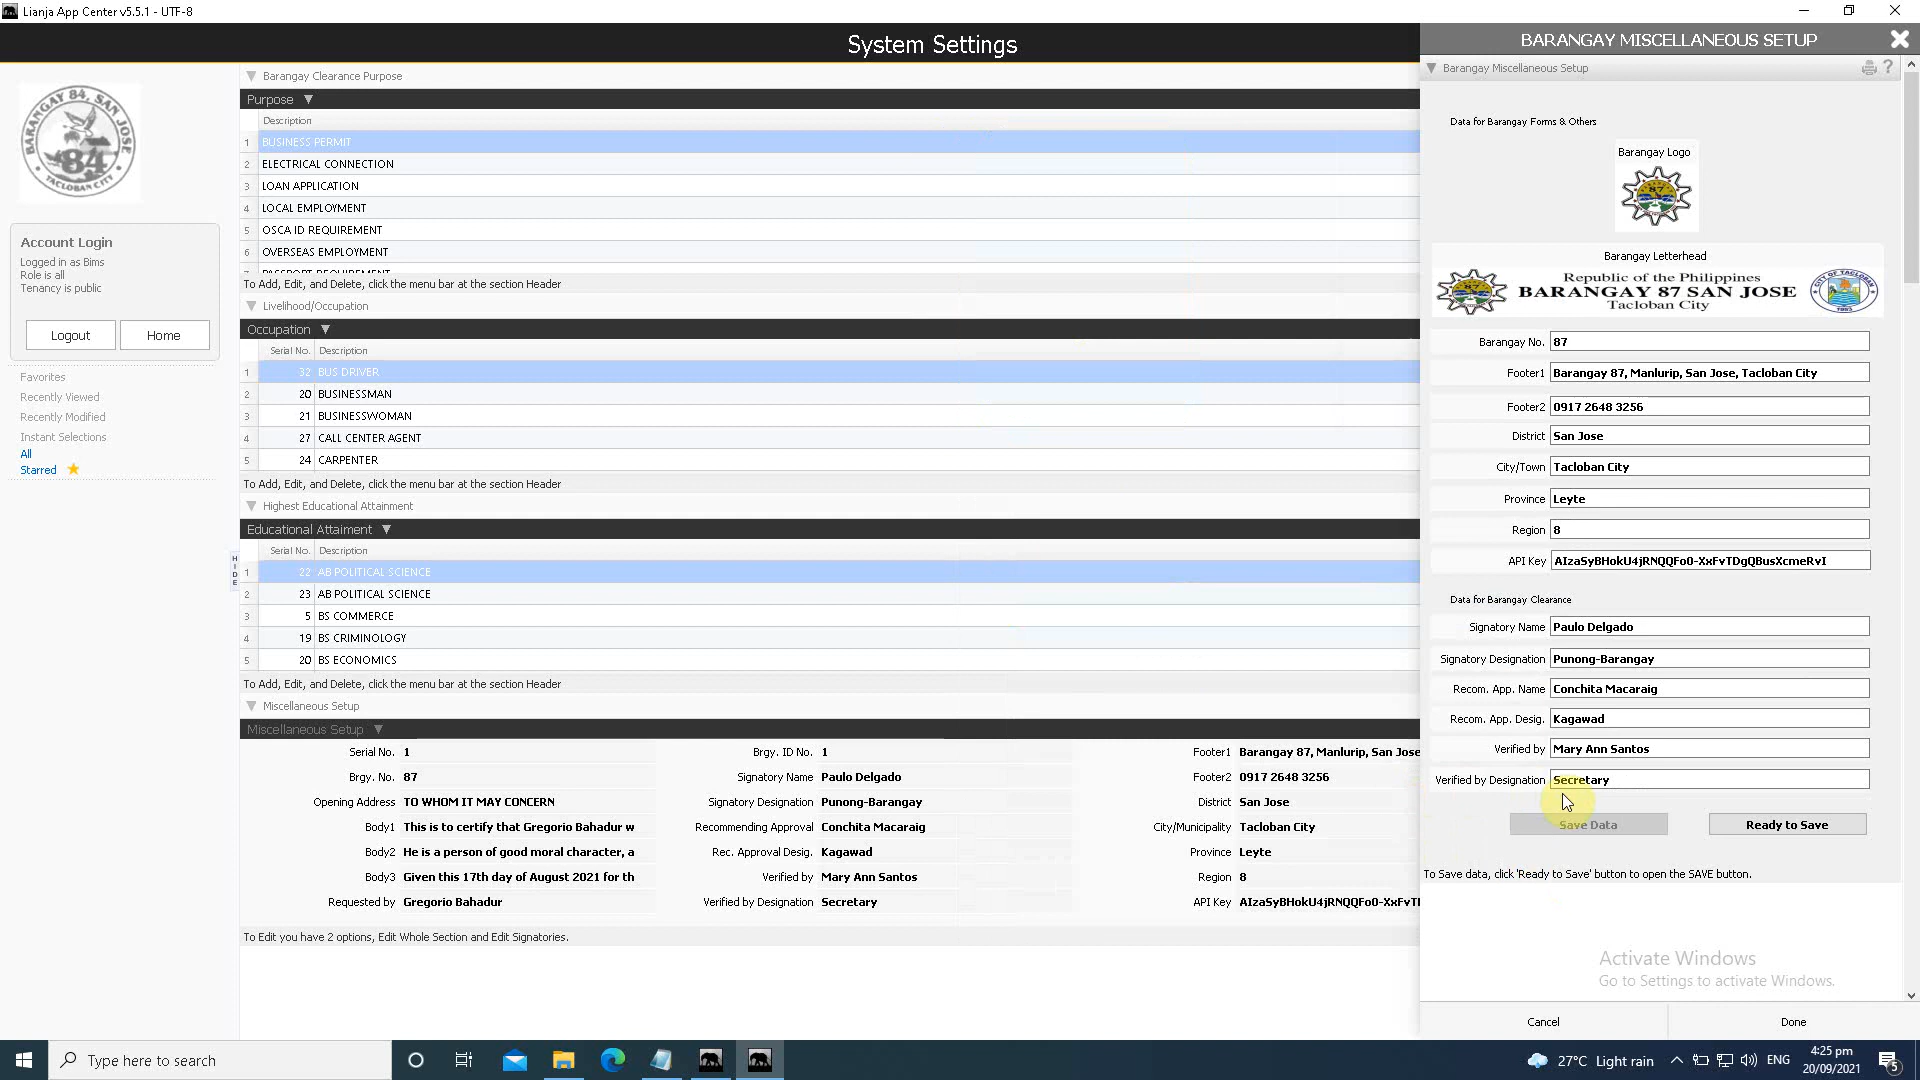 Lianja App Center v5.5.1 - UTF-8
System Settings
BARANGAY 84, SAN JOSE
84
TACLOBAN CITY
Account Login
Logged in as Bims
Role is all
Tenancy is public
Logout
Home
Favorites
Recently Viewed
Recently Modified
Instant Selections
All
Starred
HIDE
Barangay Clearance Purpose
Purpose
Description
1 BUSINESS PERMIT
2 ELECTRICAL CONNECTION
3 LOAN APPLICATION
4 LOCAL EMPLOYMENT
5 OSCA ID REQUIREMENT
6 OVERSEAS EMPLOYMENT
7 PASSPORT REQUIREMENT
To Add, Edit, and Delete, click the menu bar at the section Header
Livelihood/Occupation
Occupation
Serial No. Description
1 32 BUS DRIVER
2 20 BUSINESSMAN
3 21 BUSINESSWOMAN
4 27 CALL CENTER AGENT
5 24 CARPENTER
To Add, Edit, and Delete, click the menu bar at the section Header
Highest Educational Attainment
Educational Attaiment
Serial No. Description
1 22 AB POLITICAL SCIENCE
2 23 AB POLITICAL SCIENCE
3 5 BS COMMERCE
4 19 BS CRIMINOLOGY
5 20 BS ECONOMICS
To Add, Edit, and Delete, click the menu bar at the section Header
Miscellaneous Setup
Miscellaneous Setup
Serial No. 1 Brgy. ID No. 1 Footer1 Barangay 87, Manlurip, San Jose
Brgy. No. 87 Signatory Name Paulo Delgado Footer2 0917 2648 3256
Opening Address TO WHOM IT MAY CONCERN Signatory Designation Punong-Barangay District San Jose
Body1 This is to certify that Gregorio Bahadur w Recommending Approval Conchita Macaraig City/Municipality Tacloban City
Body2 He is a person of good moral character, a Rec. Approval Desig. Kagawad Province Leyte
Body3 Given this 17th day of August 2021 for th Verified by Mary Ann Santos Region 8
Requested by Gregorio Bahadur Verified by Designation Secretary API Key AIzaSyBHokU4jRNQQFo0-XxFvTI
To Edit you have 2 options, Edit Whole Section and Edit Signatories.
BARANGAY MISCELLANEOUS SETUP
Barangay Miscellaneous Setup
?
Data for Barangay Forms & Others
Barangay Logo
87
Barangay Letterhead
Republic of the Philippines
BARANGAY 87 SAN JOSE
Tacloban City
CITY OF TACLOBAN
Barangay No. 87
Footer1 Barangay 87, Manlurip, San Jose, Tacloban City
Footer2 0917 2648 3256
District San Jose
City/Town Tacloban City
Province Leyte
Region 8
API Key AIzaSyBHokU4jRNQQFo0-XxFvTDgQBusXcmeRvI
Data for Barangay Clearance
Signatory Name Paulo Delgado
Signatory Designation Punong-Barangay
Recom. App. Name Conchita Macaraig
Recom. App. Desig. Kagawad
Verified by Mary Ann Santos
Verified by Designation Secretary
Save Data
Ready to Save
To Save data, click 'Ready to Save' button to open the SAVE button.
Activate Windows
Go to Settings to activate Windows.
Cancel
Done
Type here to search
27°C Light rain
ENG
4:25 pm
20/09/2021
5